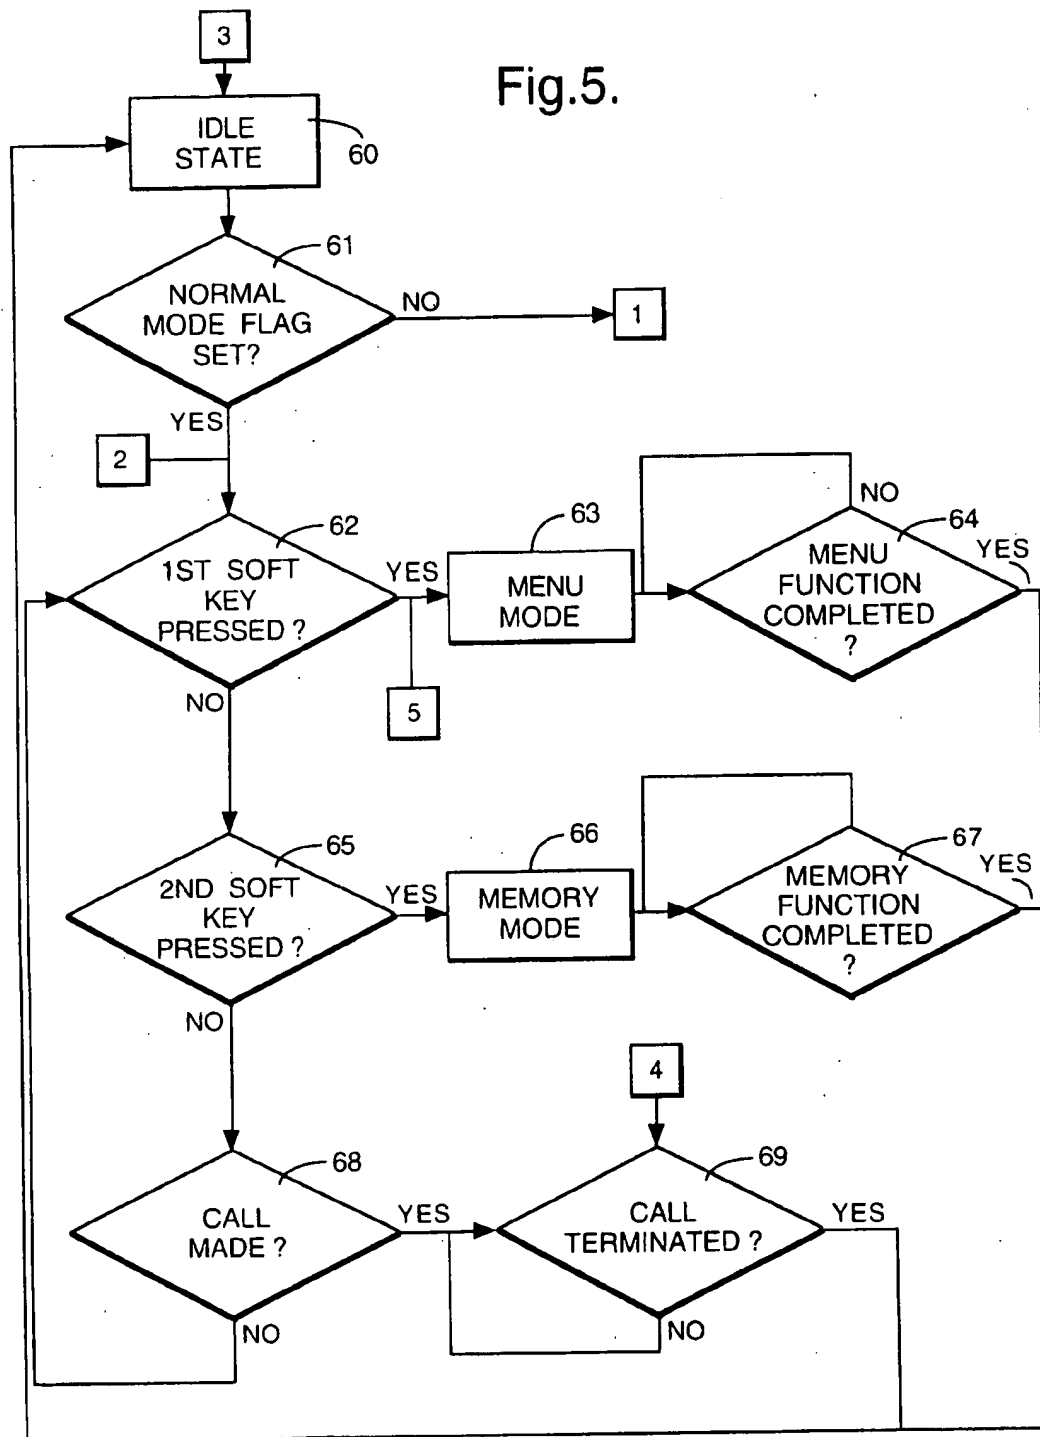 3
Fig.5.
IDLE
STATE
60
61
NORMAL
MODE FLAG
SET?
NO
1
YES
2
62
1ST SOFT
KEY
PRESSED ?
YES
5
63
MENU
MODE
NO
64
MENU
FUNCTION
COMPLETED
?
YES
NO
65
2ND SOFT
KEY
PRESSED ?
YES
66
MEMORY
MODE
67
MEMORY
FUNCTION
COMPLETED
?
YES
NO
4
68
CALL
MADE ?
YES
69
CALL
TERMINATED ?
YES
NO
NO